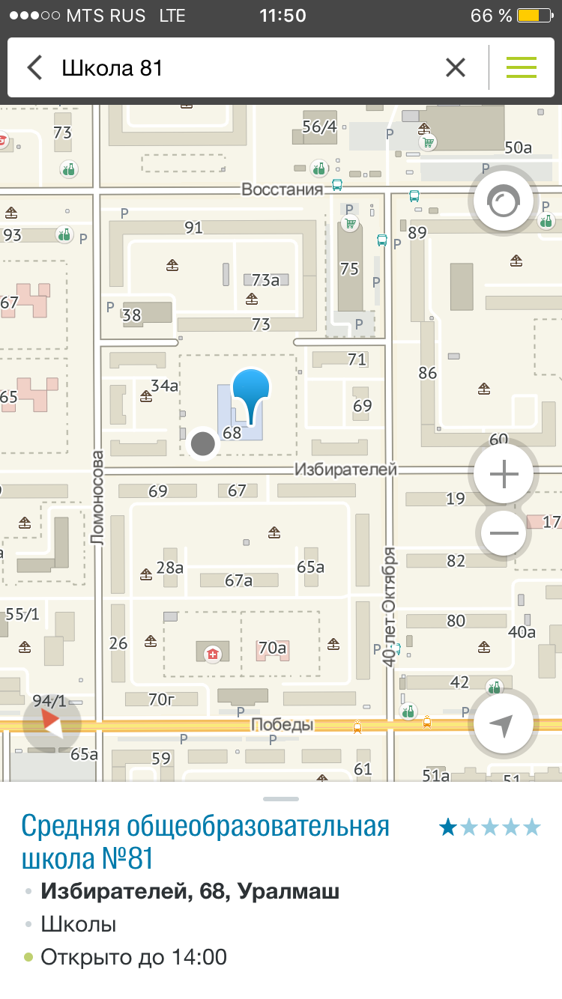 MTS RUS LTE 11:50 66 %
Школа 81
73
56/4
P
50а
P
Восстания
P
P
P
93
P
91
89
P
75
73а
67
P
38
P
73
P
71
86
34а
65
69
68
60
Избирателей
Ломоносова
69
67
19
17
28а
65а
82
67а
40 лет Октября
55/1
80
40а
26
70а
P
42
94/1
70г
P
P
Победы
P
P
65а
59
61
51а
51
Средняя общеобразовательная
школа №81
Избирателей, 68, Уралмаш
Школы
Открыто до 14:00